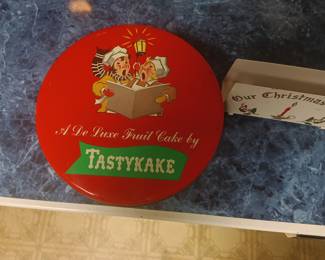 A De Luxe Fruit Cake by
TASTYKAKE
Our Christmas